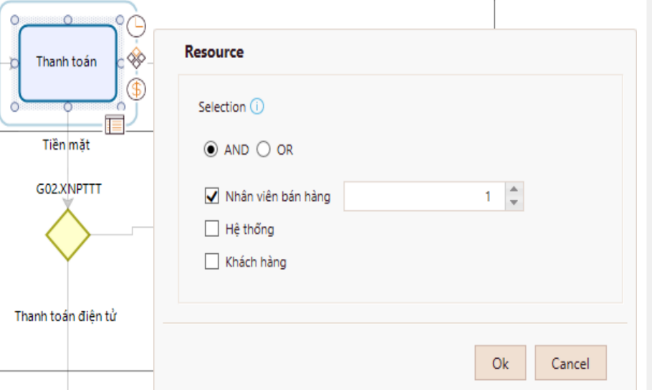 Thanh toán
Tiền mặt
G02.XNPTTT
Thanh toán điện tử
Resource
Selection
AND
OR
Nhân viên bán hàng
1
Hệ thống
Khách hàng
Ok
Cancel